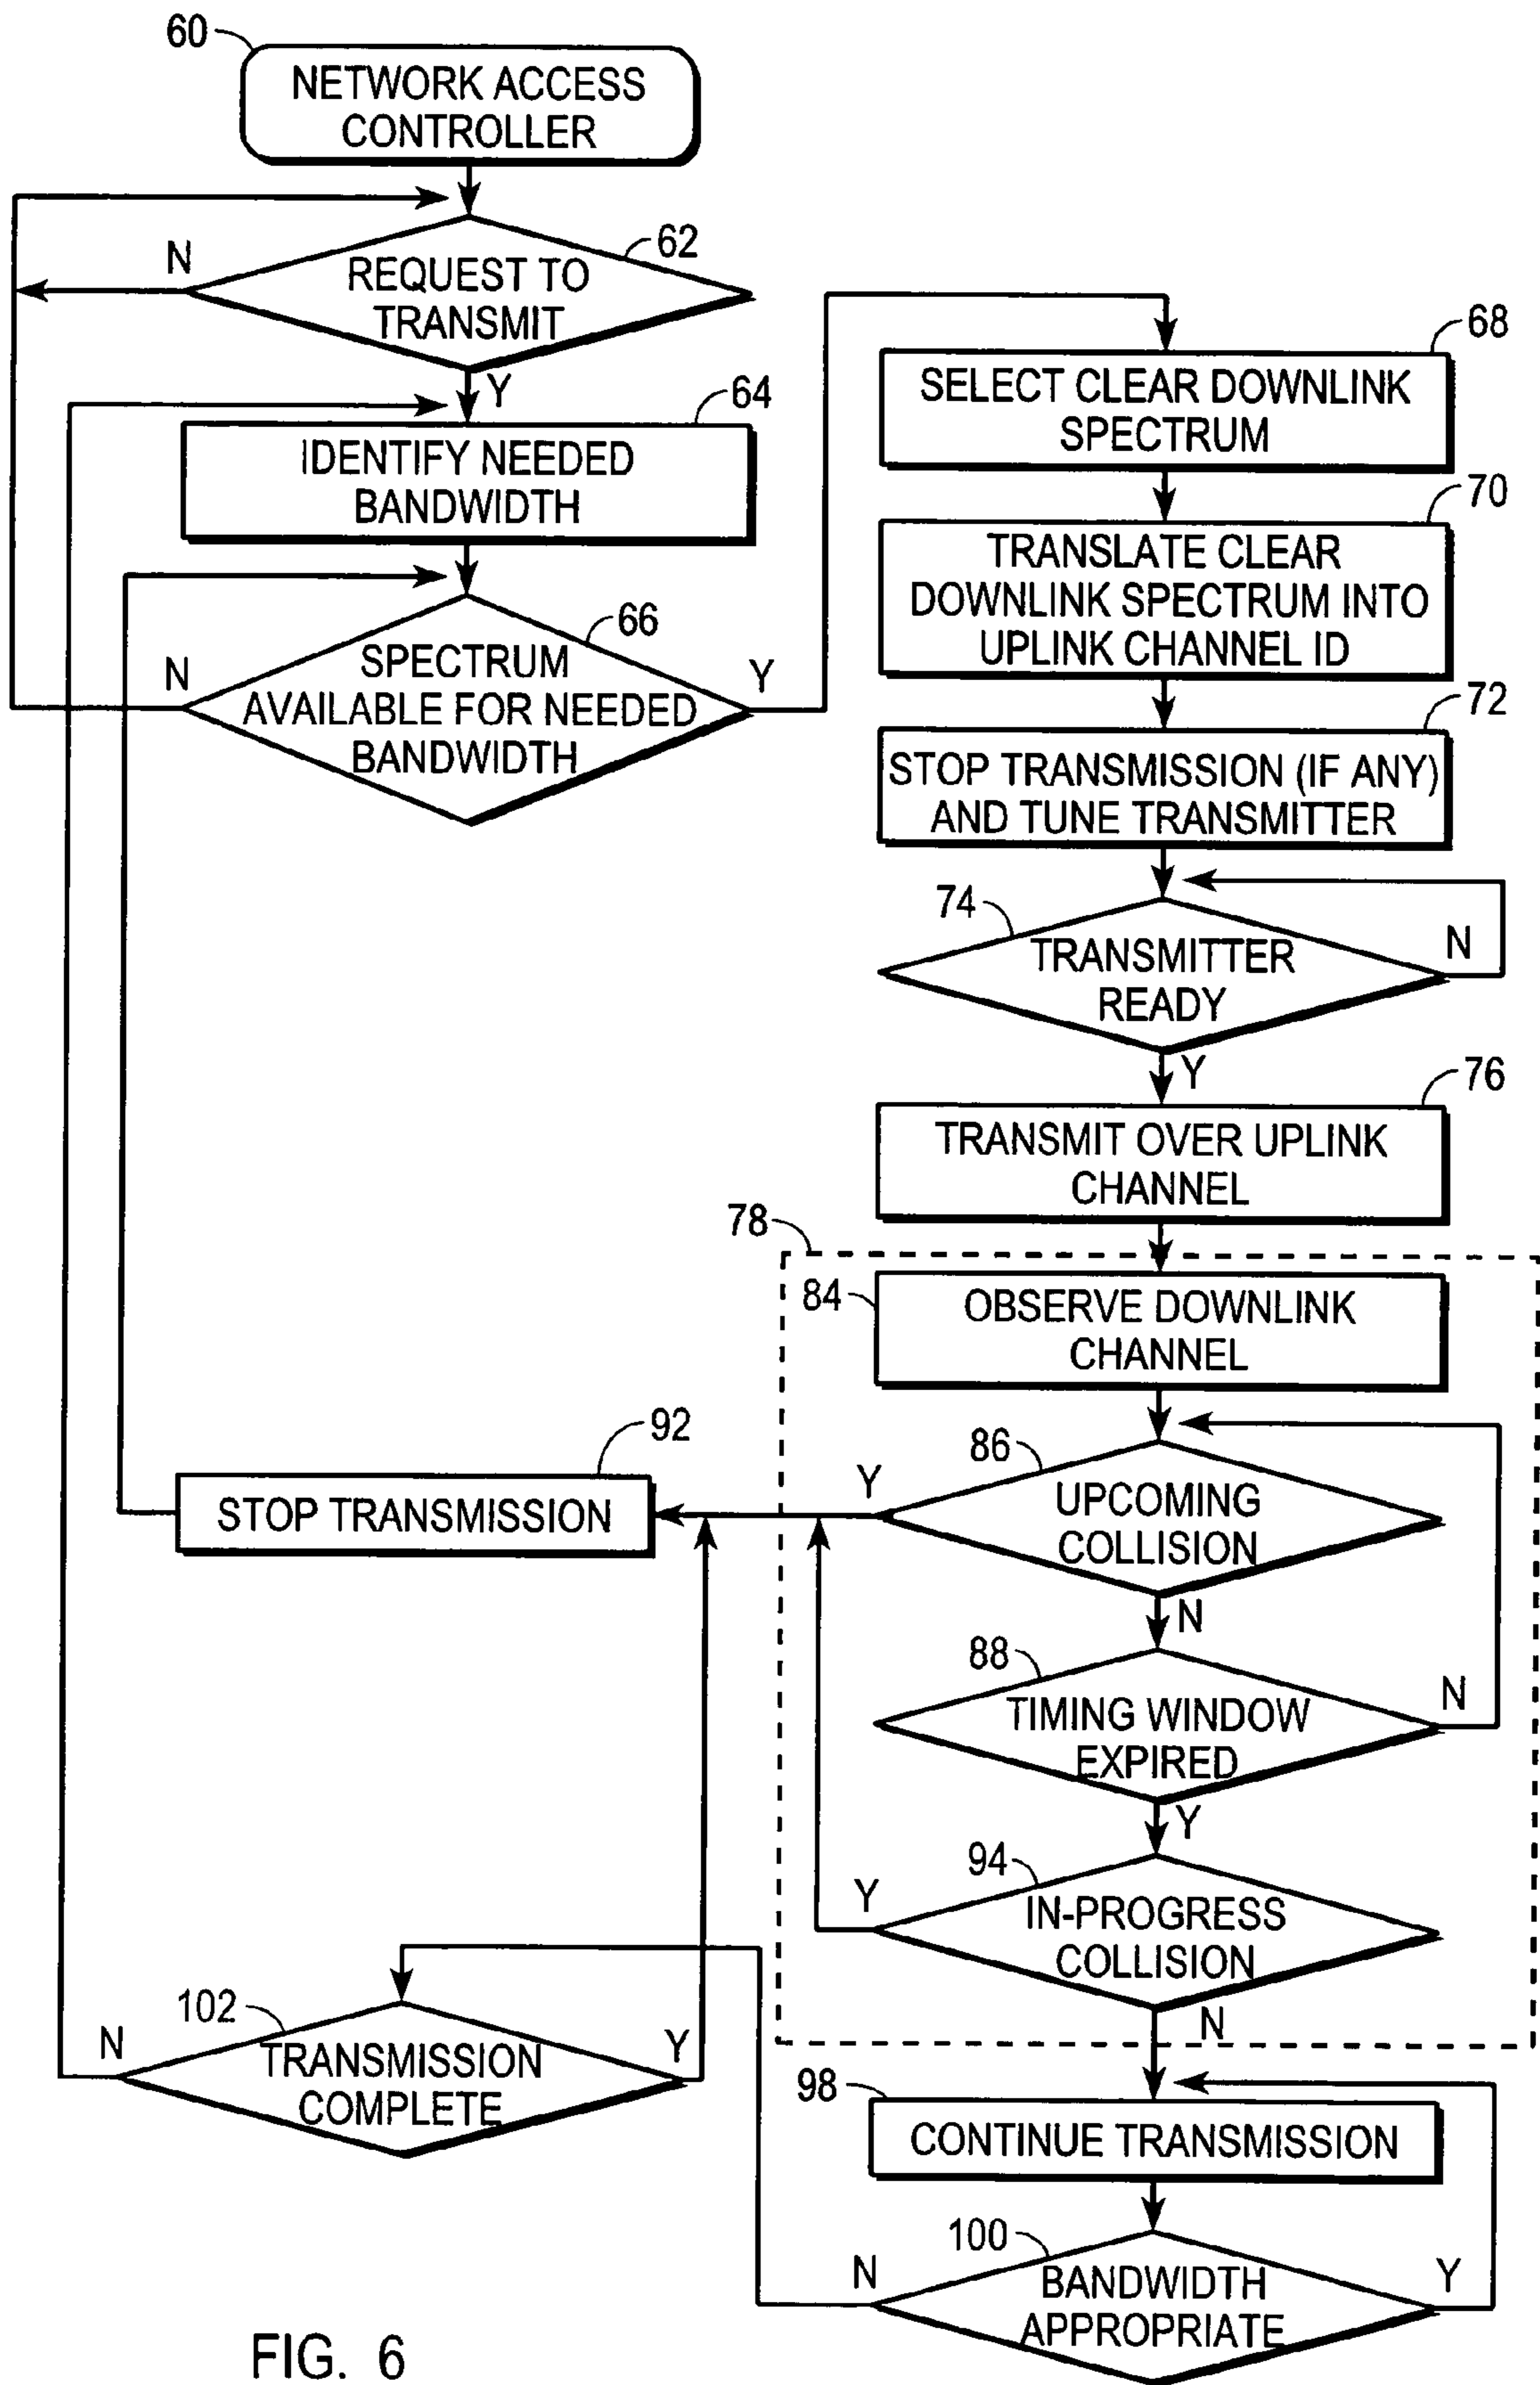 60
NETWORK ACCESS
CONTROLLER
62
N
REQUEST TO
TRANSMIT
Y
64
IDENTIFY NEEDED
BANDWIDTH
66
N
SPECTRUM
AVAILABLE FOR NEEDED
BANDWIDTH
Y
68
SELECT CLEAR DOWNLINK
SPECTRUM
70
TRANSLATE CLEAR
DOWNLINK SPECTRUM INTO
UPLINK CHANNEL ID
72
STOP TRANSMISSION (IF ANY)
AND TUNE TRANSMITTER
74
TRANSMITTER
READY
N
Y
76
TRANSMIT OVER UPLINK
CHANNEL
78
84
OBSERVE DOWNLINK
CHANNEL
86
Y
UPCOMING
COLLISION
N
92
STOP TRANSMISSION
88
TIMING WINDOW
EXPIRED
N
Y
94
Y
IN-PROGRESS
COLLISION
N
102
N
TRANSMISSION
COMPLETE
Y
98
CONTINUE TRANSMISSION
100
N
BANDWIDTH
APPROPRIATE
Y
FIG. 6